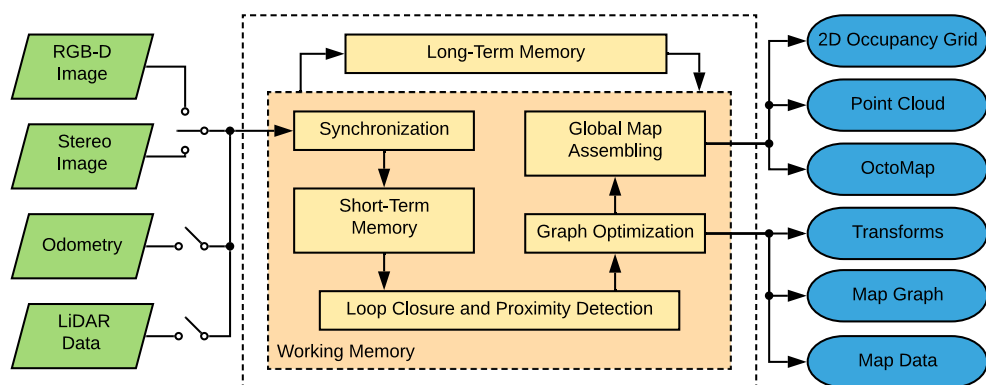 RGB-D
Image
Stereo
Image
Odometry
LiDAR
Data
Long-Term Memory
Synchronization
Short-Term
Memory
Loop Closure and Proximity Detection
Global Map
Assembling
Graph Optimization
Working Memory
2D Occupancy Grid
Point Cloud
OctoMap
Transforms
Map Graph
Map Data